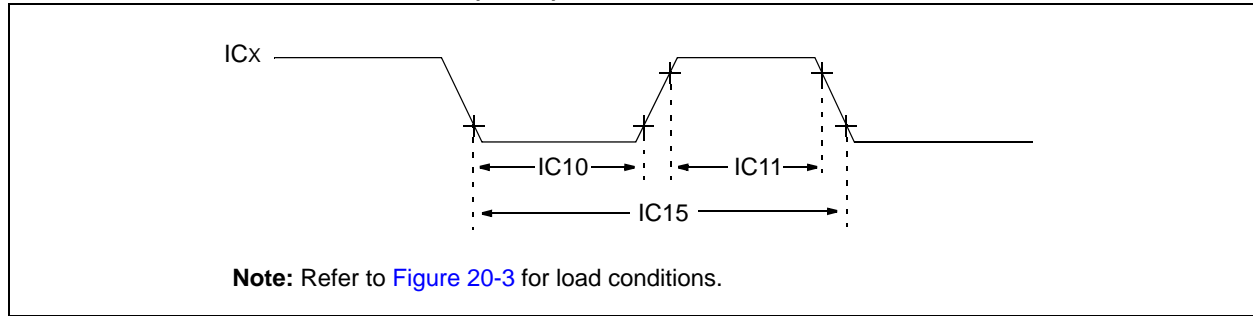 ICX
IC10
IC11
IC15
Note: Refer to Figure 20-3 for load conditions.